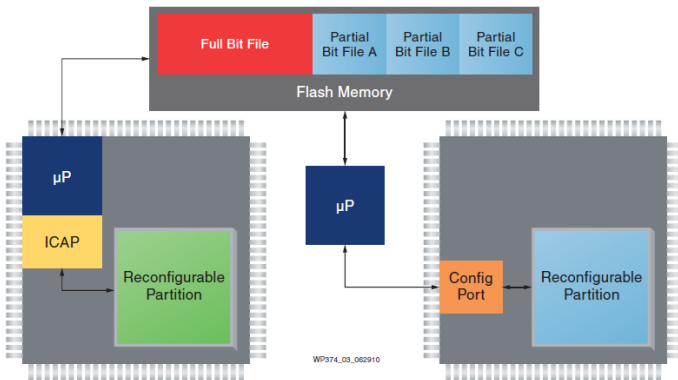 Full Bit File
Partial
Bit File A
Partial
Bit File B
Partial
Bit File C
Flash Memory
µP
ICAP
Reconfigurable
Partition
µP
Config
Port
Reconfigurable
Partition
WP374_03_062910